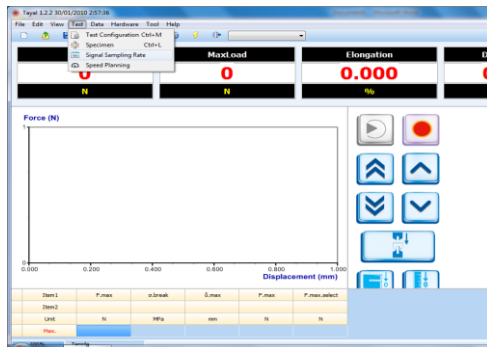 Tayal 1.2.2 30/01/2010 2:57:36
File Edit View Test Data Hardware Tool Help
Test Configuration Ctrl+M
Specimen Ctrl+L
Signal Sampling Rate
Speed Planning
MaxLoad Elongation D
0 0 0.000 0
N N %
Force (N)
1
0
0.000 0.200 0.400 0.600 0.800 1.000
Displacement (mm)
Item1 F.max σ.break δ.max F.max F.max.select
Item2
Unit N MPa mm N N
Max.